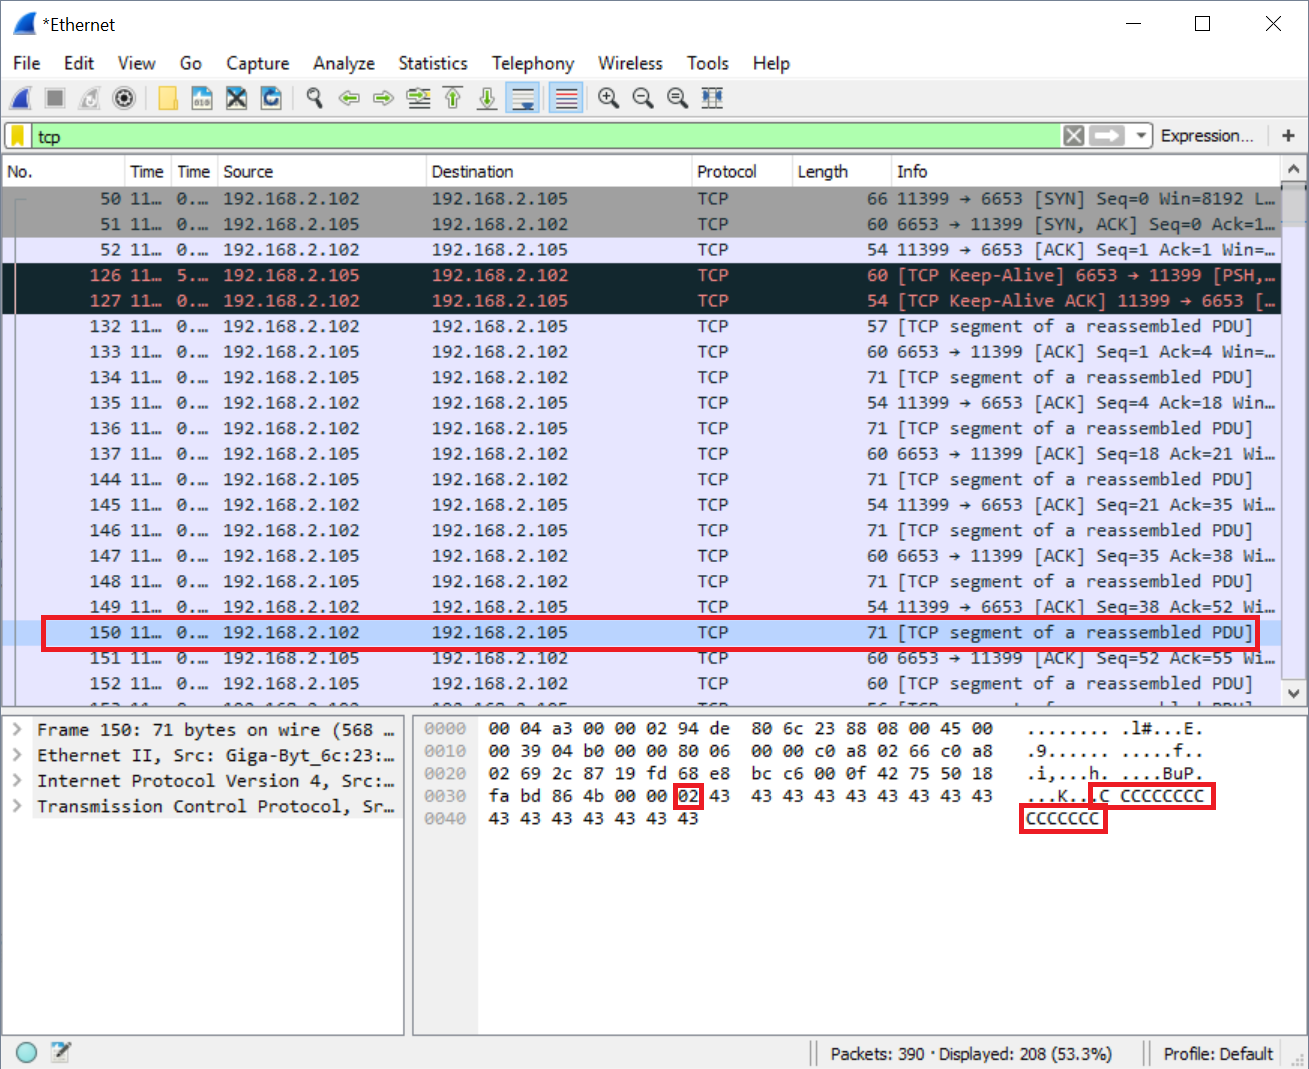 *Ethernet
File Edit View Go Capture Analyze Statistics Telephony Wireless Tools Help
tcp Expression... +
No. Time Time Source Destination Protocol Length Info
50 11... 0.... 192.168.2.102 192.168.2.105 TCP 66 11399 → 6653 [SYN] Seq=0 Win=8192 L...
51 11... 0.... 192.168.2.105 192.168.2.102 TCP 60 6653 → 11399 [SYN, ACK] Seq=0 Ack=1...
52 11... 0.... 192.168.2.102 192.168.2.105 TCP 54 11399 → 6653 [ACK] Seq=1 Ack=1 Win=...
126 11... 5.... 192.168.2.105 192.168.2.102 TCP 60 [TCP Keep-Alive] 6653 → 11399 [PSH,...
127 11... 0.... 192.168.2.102 192.168.2.105 TCP 54 [TCP Keep-Alive ACK] 11399 → 6653 [...
132 11... 0.... 192.168.2.102 192.168.2.105 TCP 57 [TCP segment of a reassembled PDU]
133 11... 0.... 192.168.2.105 192.168.2.102 TCP 60 6653 → 11399 [ACK] Seq=1 Ack=4 Win=...
134 11... 0.... 192.168.2.105 192.168.2.102 TCP 71 [TCP segment of a reassembled PDU]
135 11... 0.... 192.168.2.102 192.168.2.105 TCP 54 11399 → 6653 [ACK] Seq=4 Ack=18 Win...
136 11... 0.... 192.168.2.102 192.168.2.105 TCP 71 [TCP segment of a reassembled PDU]
137 11... 0.... 192.168.2.105 192.168.2.102 TCP 60 6653 → 11399 [ACK] Seq=18 Ack=21 Wi...
144 11... 0.... 192.168.2.105 192.168.2.102 TCP 71 [TCP segment of a reassembled PDU]
145 11... 0.... 192.168.2.102 192.168.2.105 TCP 54 11399 → 6653 [ACK] Seq=21 Ack=35 Wi...
146 11... 0.... 192.168.2.102 192.168.2.105 TCP 71 [TCP segment of a reassembled PDU]
147 11... 0.... 192.168.2.105 192.168.2.102 TCP 60 6653 → 11399 [ACK] Seq=35 Ack=38 Wi...
148 11... 0.... 192.168.2.105 192.168.2.102 TCP 71 [TCP segment of a reassembled PDU]
149 11... 0.... 192.168.2.102 192.168.2.105 TCP 54 11399 → 6653 [ACK] Seq=38 Ack=52 Wi...
150 11... 0.... 192.168.2.102 192.168.2.105 TCP 71 [TCP segment of a reassembled PDU]
151 11... 0.... 192.168.2.105 192.168.2.102 TCP 60 6653 → 11399 [ACK] Seq=52 Ack=55 Wi...
152 11... 0.... 192.168.2.105 192.168.2.102 TCP 60 [TCP segment of a reassembled PDU]
Frame 150: 71 bytes on wire (568 ...
Ethernet II, Src: Giga-Byt_6c:23:...
Internet Protocol Version 4, Src:...
Transmission Control Protocol, Sr...
0000 00 04 a3 00 00 02 94 de 80 6c 23 88 08 00 45 00 ........ .l#...E.
0010 00 39 04 b0 00 00 80 06 00 00 c0 a8 02 66 c0 a8 .9...... .....f..
0020 02 69 2c 87 19 fd 68 e8 bc c6 00 0f 42 75 50 18 .i,...h. ....BuP.
0030 fa bd 86 4b 00 00 02 43 43 43 43 43 43 43 43 43 ...K...C CCCCCCCC
0040 43 43 43 43 43 43 43 CCCCCCC
Packets: 390 · Displayed: 208 (53.3%) Profile: Default